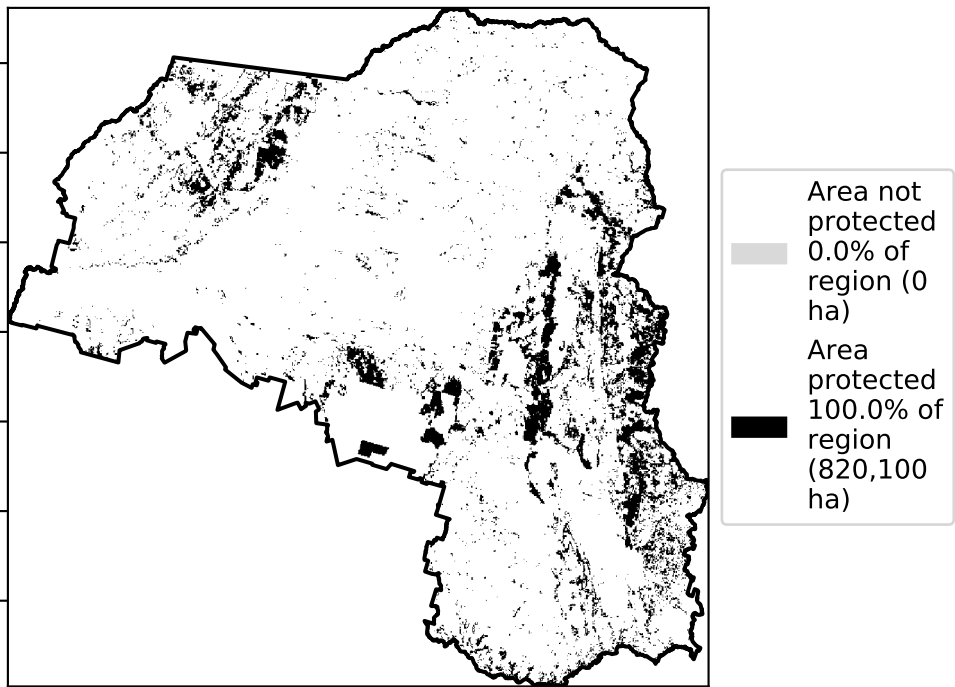 Area not
protected
0.0% of
region (0
ha)
Area
protected
100.0% of
region
(820,100
ha)